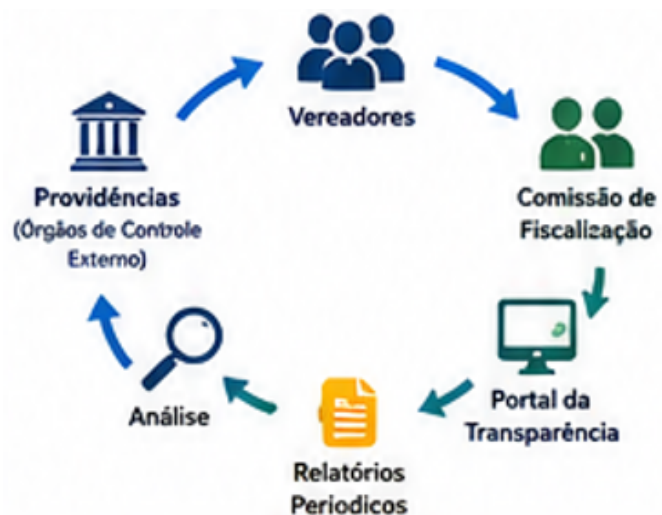 Vereadores
Comissão de
Fiscalização
Portal da
Transparência
Relatórios
Periodicos
Análise
Providências
(Órgãos de Controle
Externo)